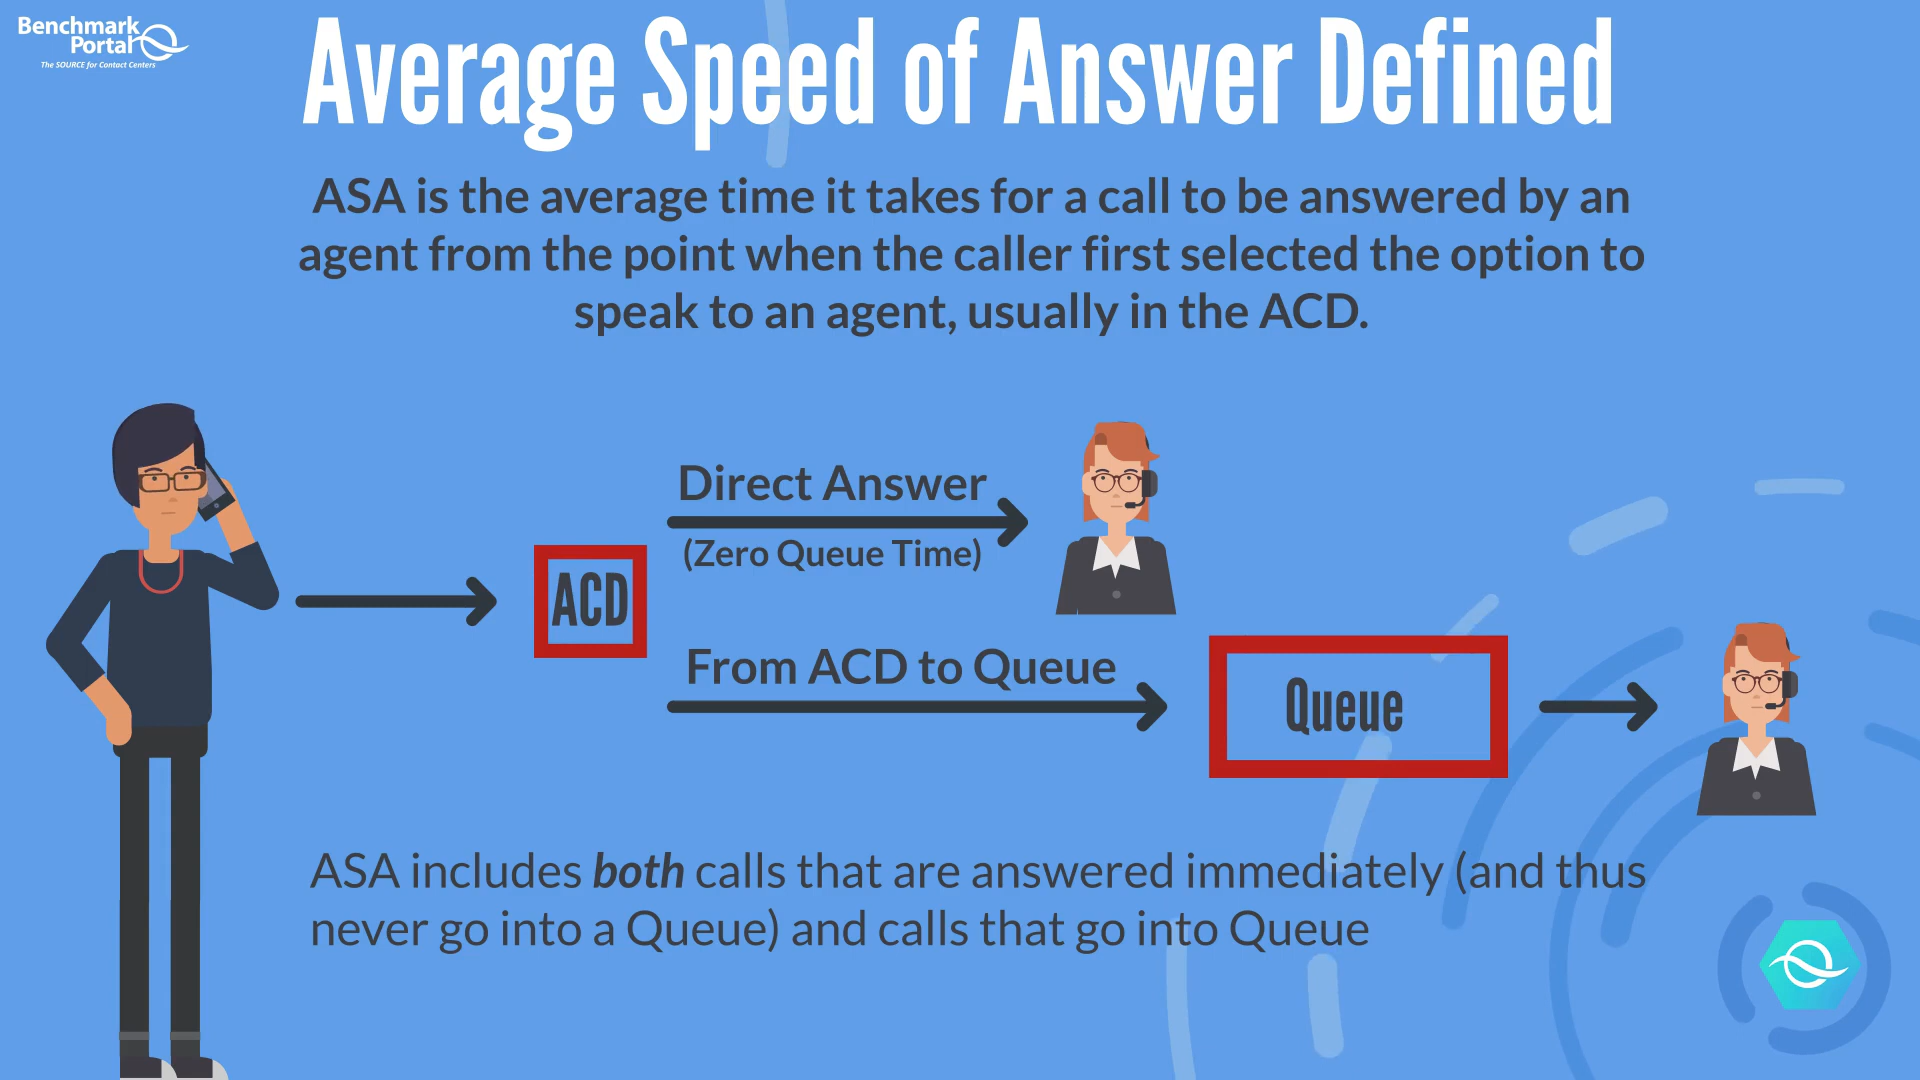 Benchmark
Portal
The SOURCE for Contact Centers
Average Speed of Answer Defined
ASA is the average time it takes for a call to be answered by an
agent from the point when the caller first selected the option to
speak to an agent, usually in the ACD.
Direct Answer
(Zero Queue Time)
ACD
From ACD to Queue
Queue
ASA includes both calls that are answered immediately (and thus
never go into a Queue) and calls that go into Queue